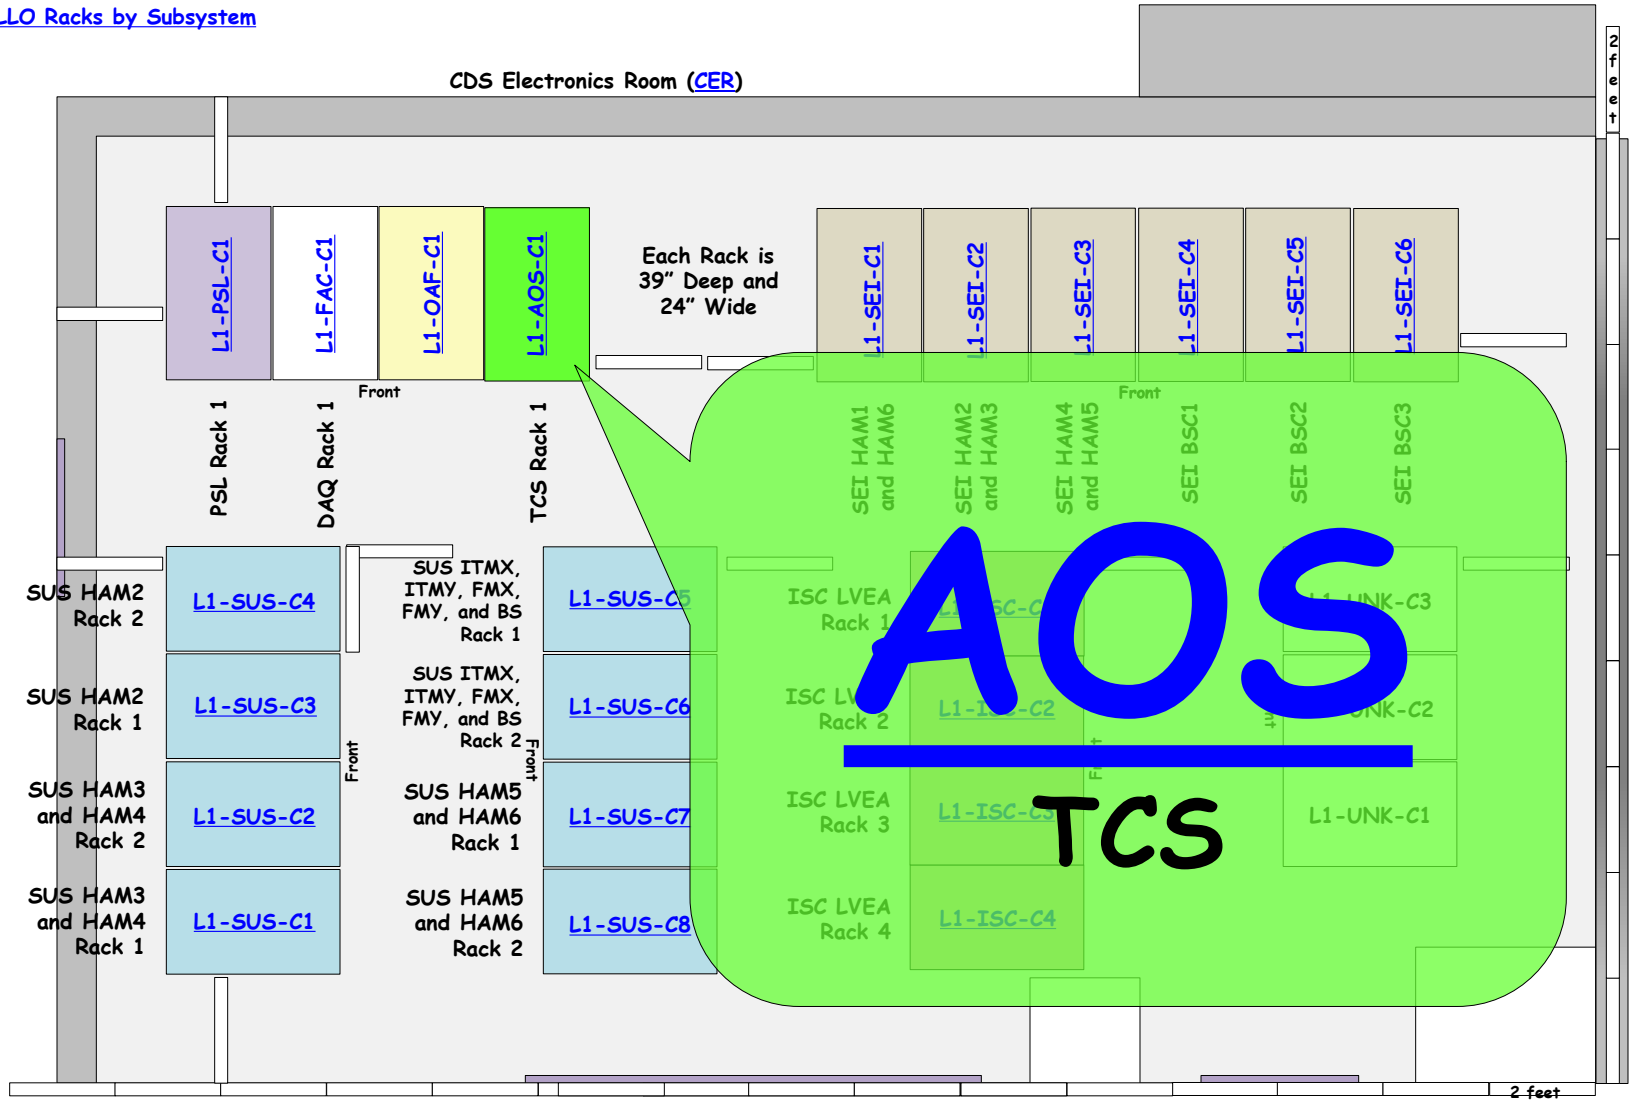 LLO Racks by Subsystem
2 feet
CDS Electronics Room (CER)
L1-PSL-C1
L1-FAC-C1
L1-OAF-C1
L1-AOS-C1
Each Rack is
39” Deep and
24” Wide
L1-SEI-C1
L1-SEI-C2
L1-SEI-C3
L1-SEI-C4
L1-SEI-C5
L1-SEI-C6
Front
Front
PSL Rack 1
DAQ Rack 1
TCS Rack 1
SEI HAM1
and HAM6
SEI HAM2
and HAM3
SEI HAM4
and HAM5
SEI BSC1
SEI BSC2
SEI BSC3
SUS HAM2
Rack 2
L1-SUS-C4
SUS ITMX,
ITMY, FMX,
FMY, and BS
Rack 1
L1-SUS-C5
ISC LVEA
Rack 1
L1-UNK-C3
AOS
TCS
SUS HAM2
Rack 1
L1-SUS-C3
SUS ITMX,
ITMY, FMX,
FMY, and BS
Rack 2
L1-SUS-C6
ISC LVEA
Rack 2
L1-ISC-C2
L1-UNK-C2
Front
Front
Front
SUS HAM3
and HAM4
Rack 2
L1-SUS-C2
SUS HAM5
and HAM6
Rack 1
L1-SUS-C7
ISC LVEA
Rack 3
L1-ISC-C3
L1-UNK-C1
SUS HAM3
and HAM4
Rack 1
L1-SUS-C1
SUS HAM5
and HAM6
Rack 2
L1-SUS-C8
ISC LVEA
Rack 4
L1-ISC-C4
2 feet